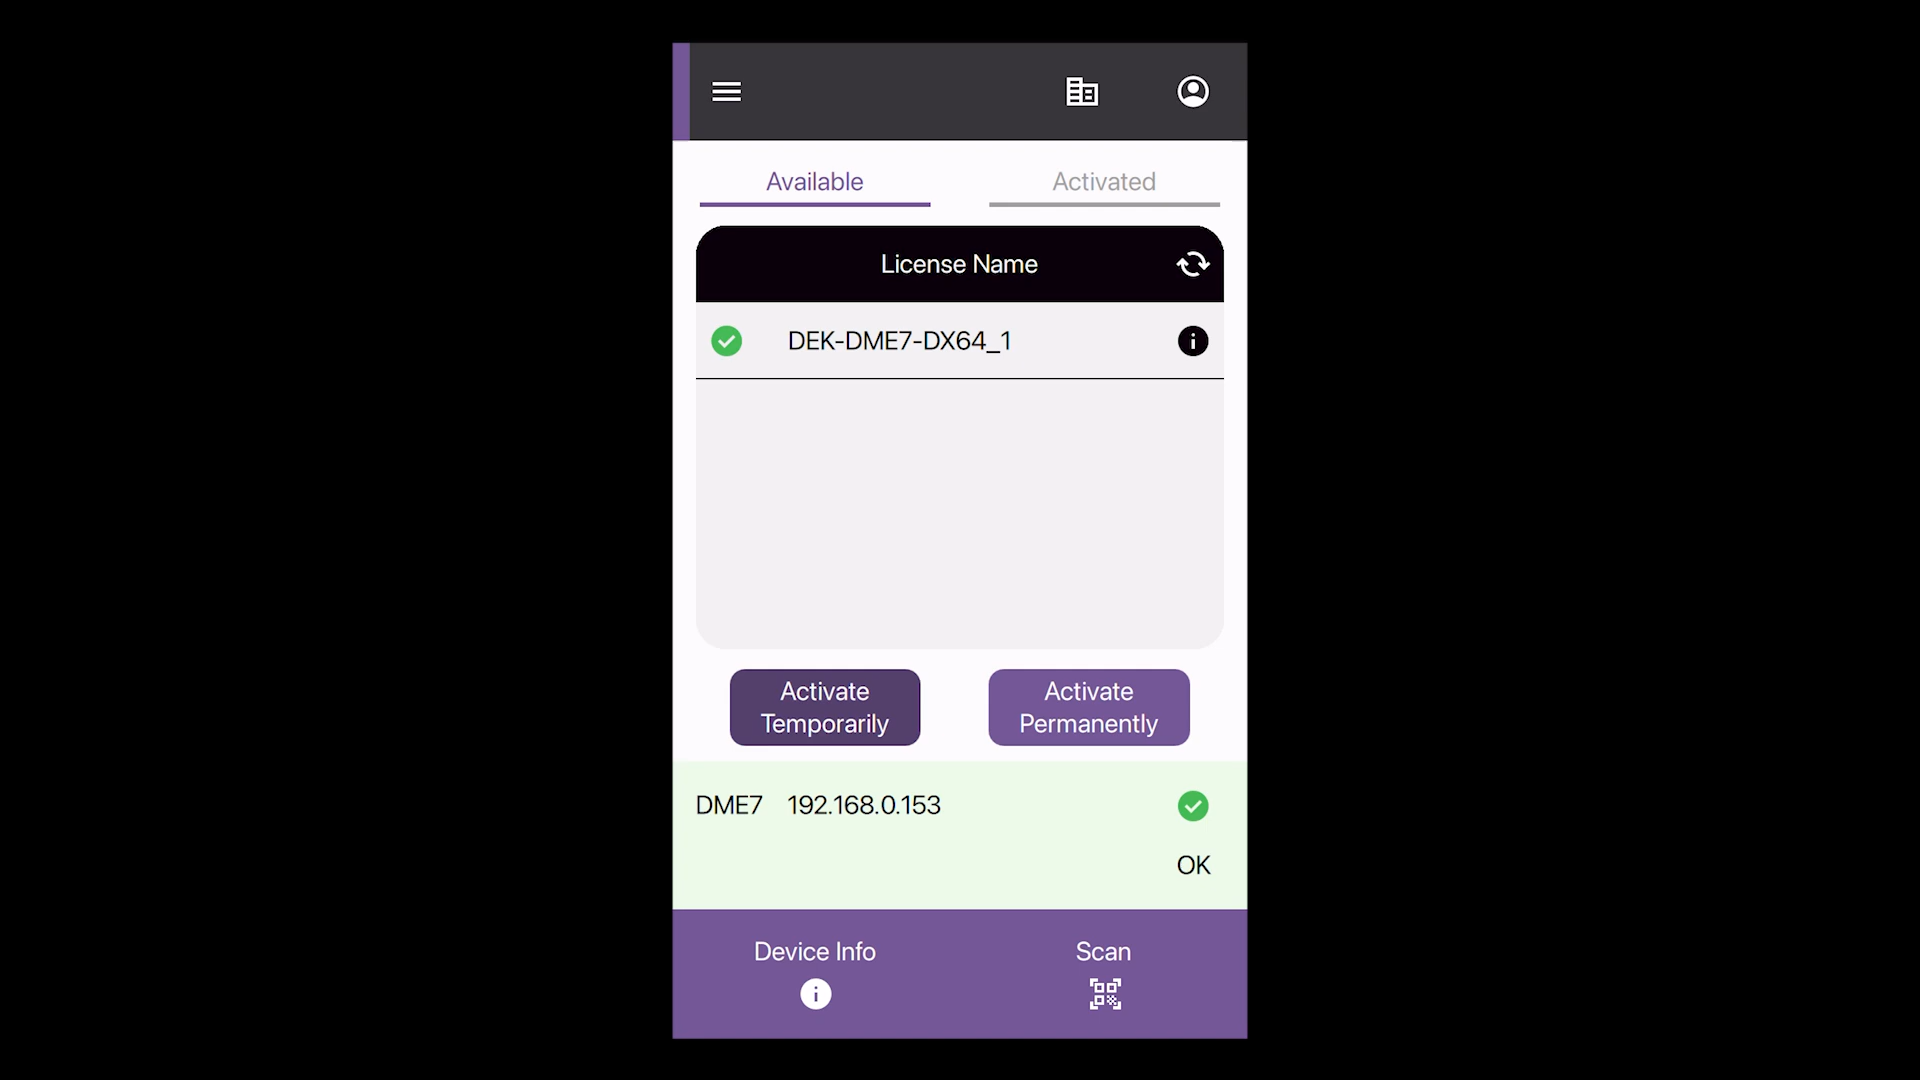 Available
Activated
License Name
DEK-DME7-DX64_1
Activate
Temporarily
Activate
Permanently
DME7 192.168.0.153
OK
Device Info
Scan